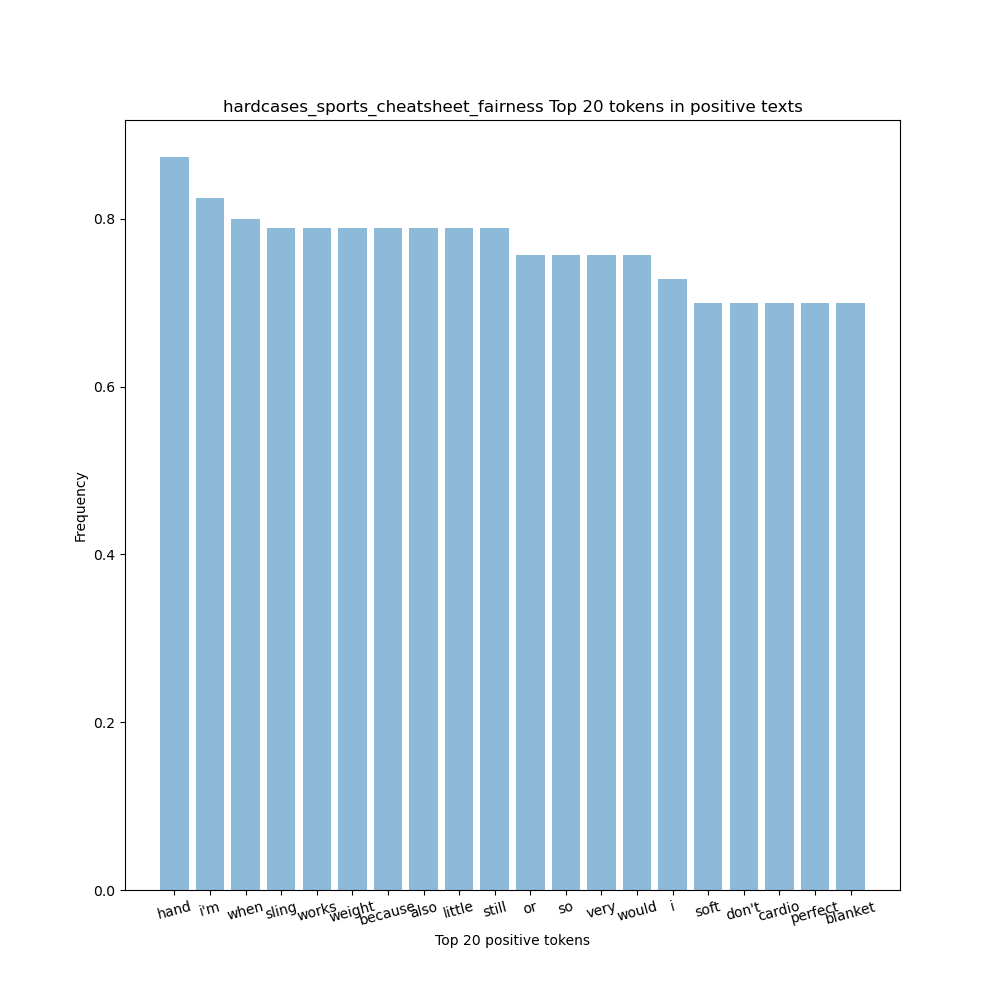 hardcases_sports_cheatsheet_fairness Top 20 tokens in positive texts
0.8
0.6
0.4
0.2
0.0
Frequency
hand i'm when sling works weight because also little still or so very would i soft don't cardio perfect blanket
Top 20 positive tokens